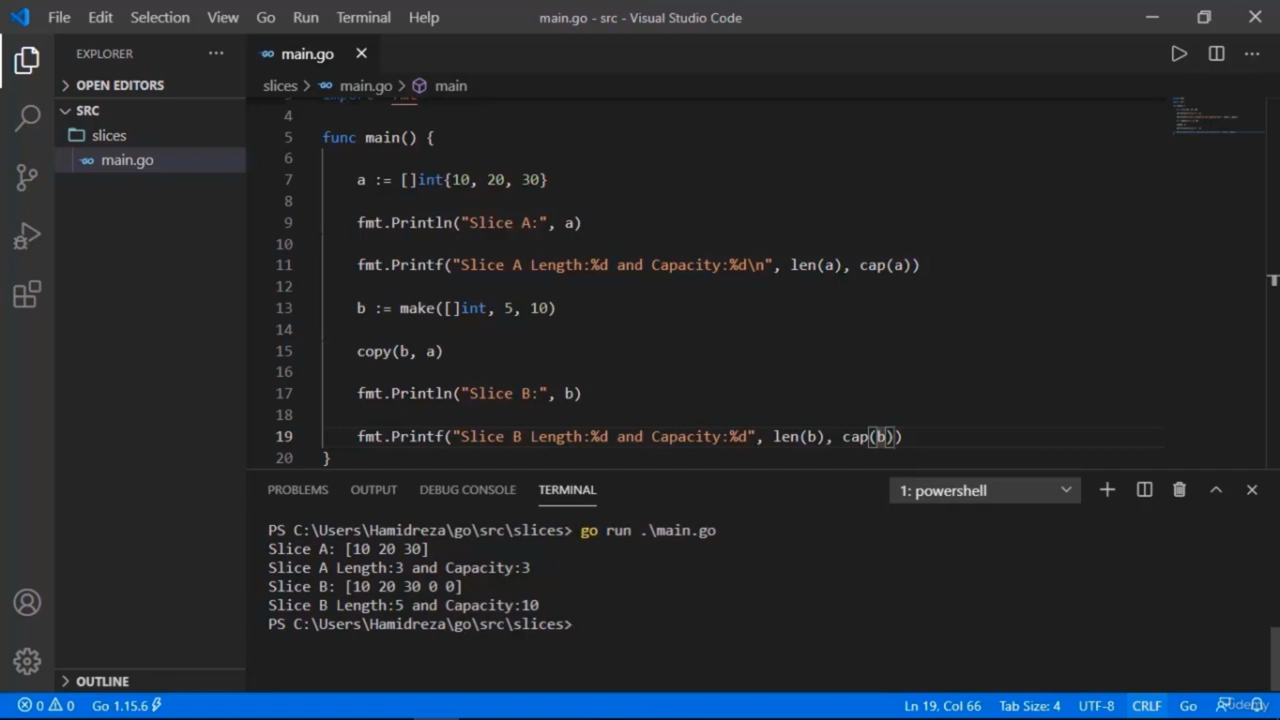 File Edit Selection View Go Run Terminal Help main.go - src - Visual Studio Code
EXPLORER
OPEN EDITORS
SRC
slices
main.go
OUTLINE
main.go
slices main.go main
3
4
5 func main() {
6
7 a := []int{10, 20, 30}
8
9 fmt.Println("Slice A:", a)
10
11 fmt.Printf("Slice A Length:%d and Capacity:%d\n", len(a), cap(a))
12
13 b := make([]int, 5, 10)
14
15 copy(b, a)
16
17 fmt.Println("Slice B:", b)
18
19 fmt.Printf("Slice B Length:%d and Capacity:%d", len(b), cap(b))
20 }
PROBLEMS OUTPUT DEBUG CONSOLE TERMINAL 1: powershell
PS C:\Users\Hamidreza\go\src\slices> go run .\main.go
Slice A: [10 20 30]
Slice A Length:3 and Capacity:3
Slice B: [10 20 30 0 0]
Slice B Length:5 and Capacity:10
PS C:\Users\Hamidreza\go\src\slices>
0 0 Go 1.15.6 Ln 19, Col 66 Tab Size: 4 UTF-8 CRLF Go